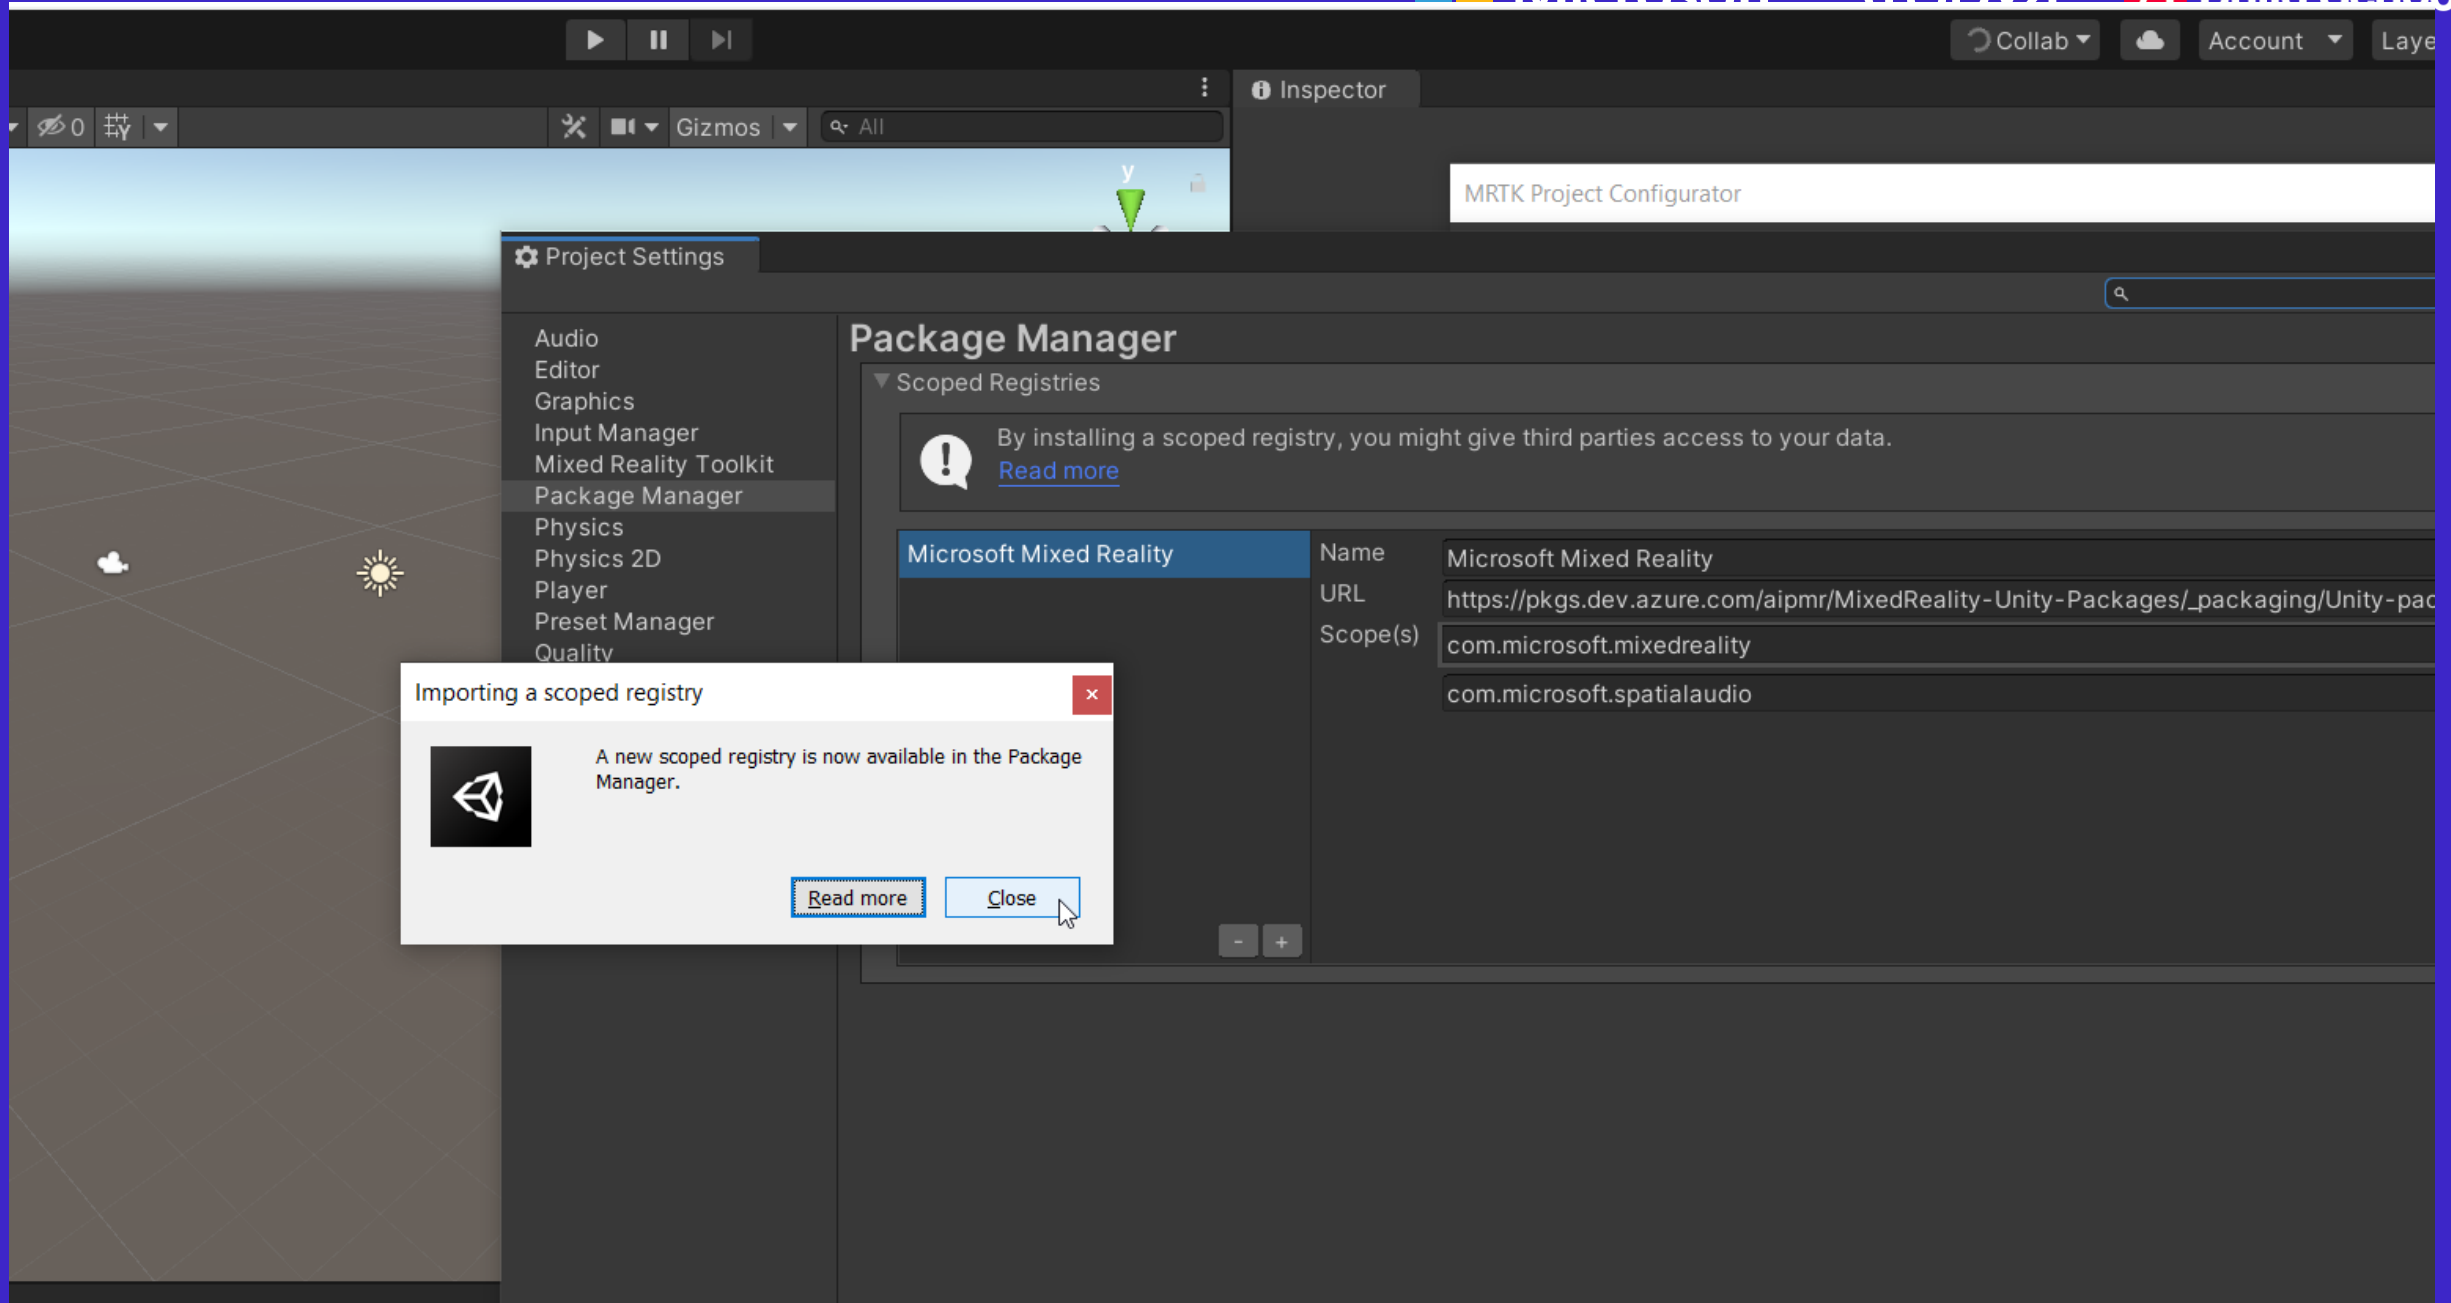 Collab
Account
Laye
Inspector
0
Gizmos
All
y
MRTK Project Configurator
Project Settings
Audio
Editor
Graphics
Input Manager
Mixed Reality Toolkit
Package Manager
Physics
Physics 2D
Player
Preset Manager
Quality
Package Manager
Scoped Registries
By installing a scoped registry, you might give third parties access to your data.
Read more
Microsoft Mixed Reality
Name
Microsoft Mixed Reality
URL
https://pkgs.dev.azure.com/aipmr/MixedReality-Unity-Packages/_packaging/Unity-pac
Scope(s)
com.microsoft.mixedreality
com.microsoft.spatialaudio
- +
Importing a scoped registry
A new scoped registry is now available in the Package
Manager.
Read more
Close